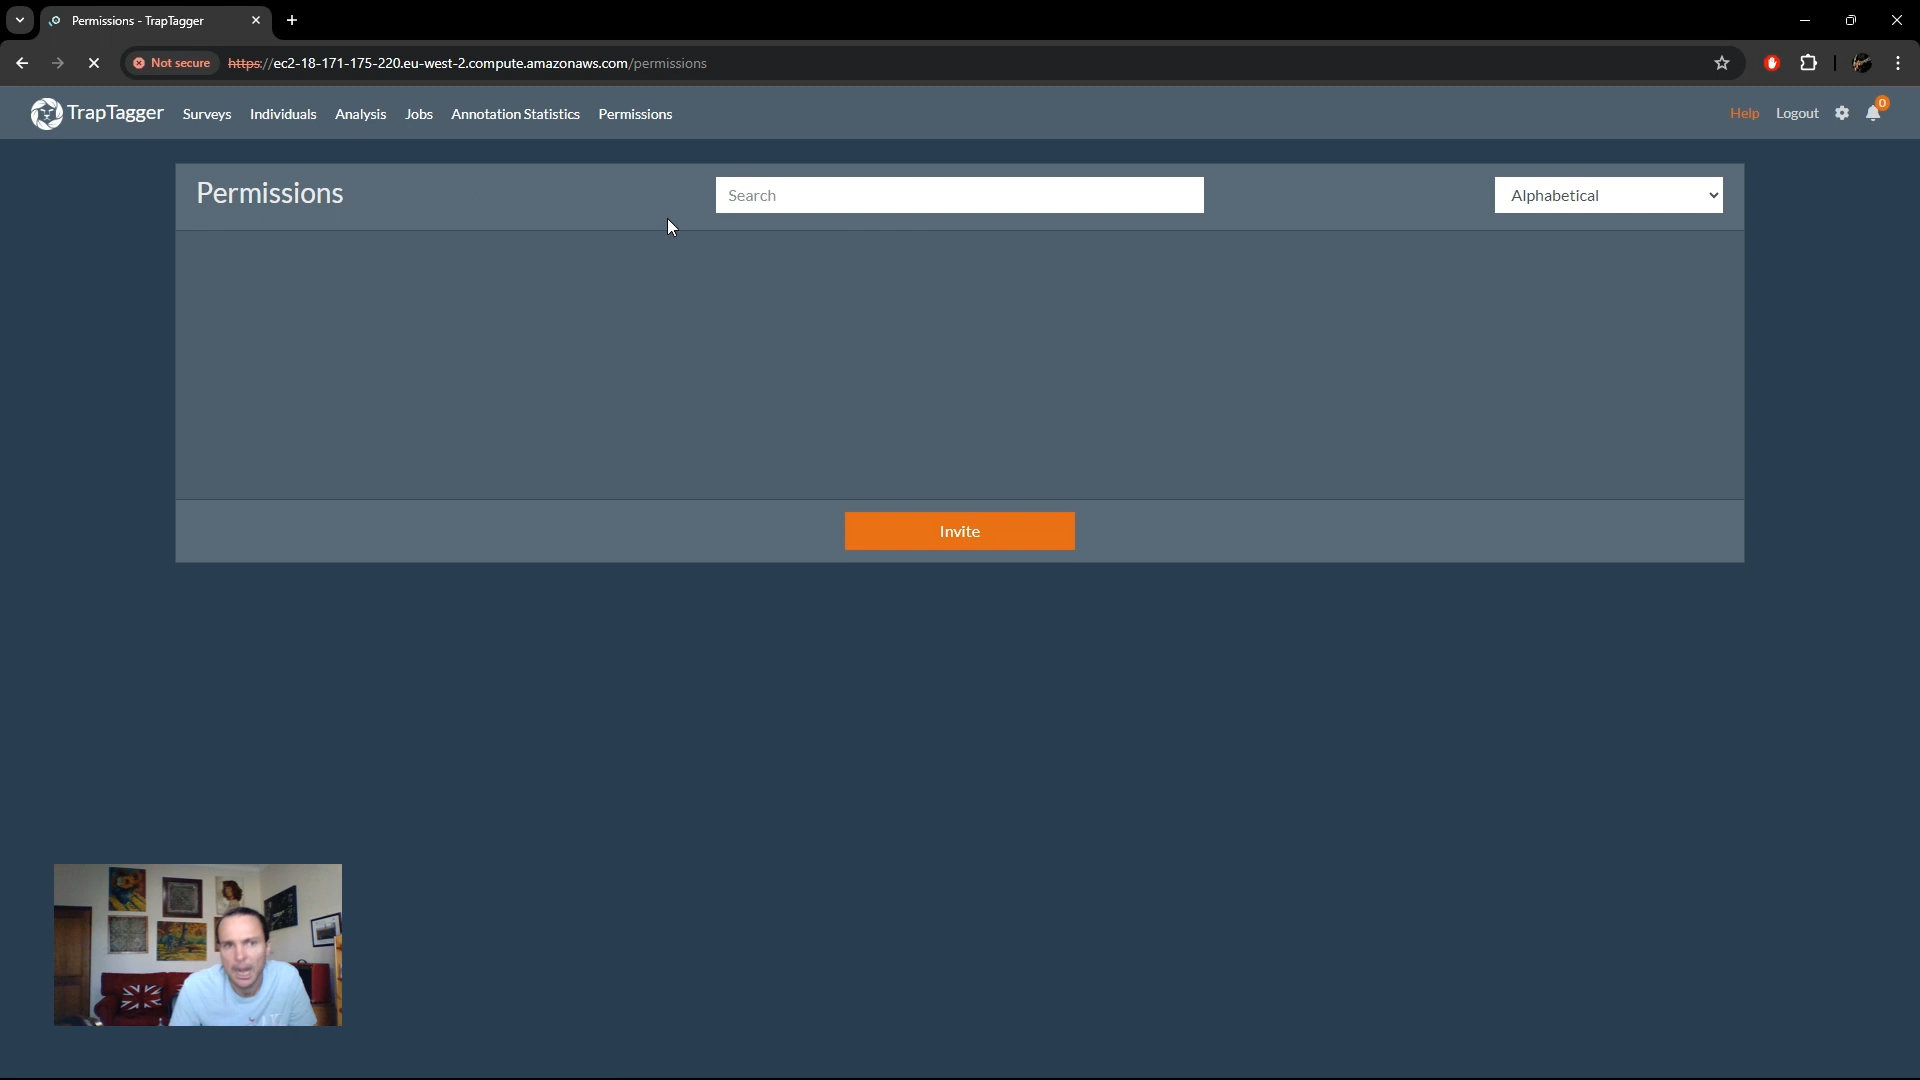 Permissions - TrapTagger
Not secure https://ec2-18-171-175-220.eu-west-2.compute.amazonaws.com/permissions
TrapTagger Surveys Individuals Analysis Jobs Annotation Statistics Permissions Help Logout 0
Permissions Search Alphabetical
Invite